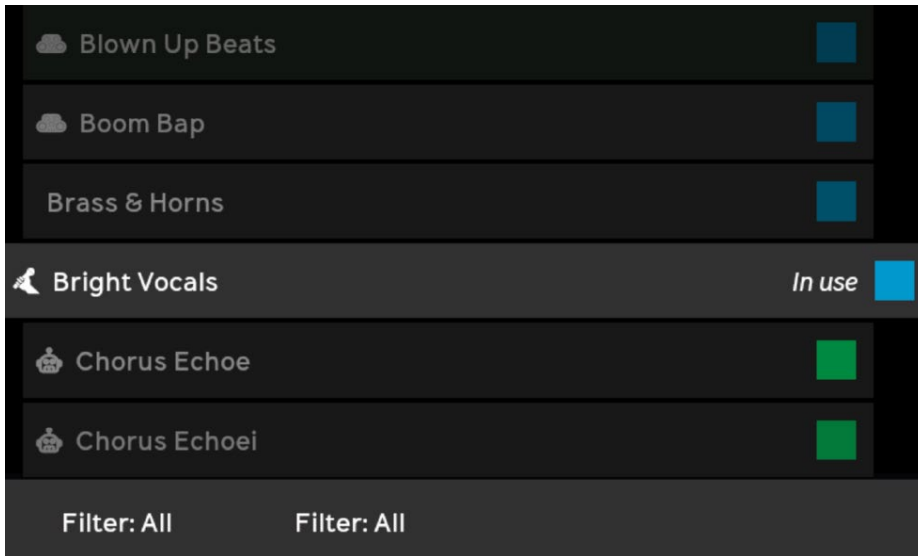 Blown Up Beats
Boom Bap
Brass & Horns
Bright Vocals In use
Chorus Echoe
Chorus Echoei
Filter: All Filter: All